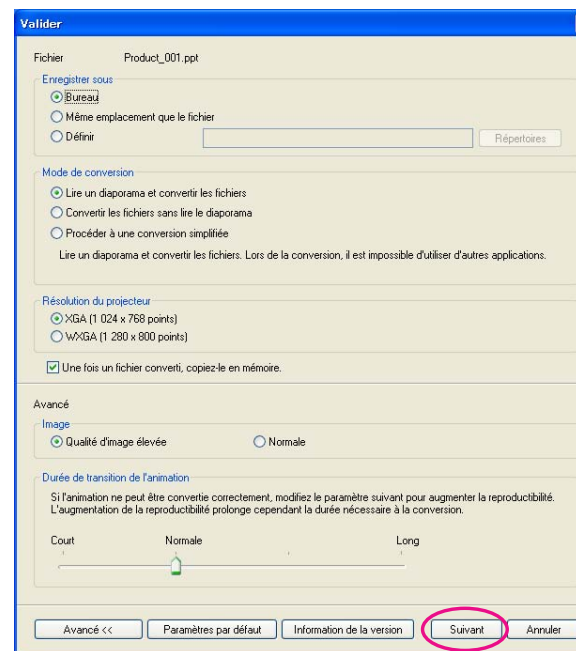 Valider
Fichier Product_001.ppt
Enregistrer sous
Bureau
Même emplacement que le fichier
Définir Répertoires
Mode de conversion
Lire un diaporama et convertir les fichiers
Convertir les fichiers sans lire le diaporama
Procéder à une conversion simplifiée
Lire un diaporama et convertir les fichiers. Lors de la conversion, il est impossible d'utiliser d'autres applications.
Résolution du projecteur
XGA (1 024 x 768 points)
WXGA (1 280 x 800 points)
Une fois un fichier converti, copiez-le en mémoire.
Avancé
Image
Qualité d'image élevée Normale
Durée de transition de l'animation
Si l'animation ne peut être convertie correctement, modifiez le paramètre suivant pour augmenter la reproductibilité.
L'augmentation de la reproductibilité prolonge cependant la durée nécessaire à la conversion.
Court Normale Long
Avancé << Paramètres par défaut Information de la version Suivant Annuler